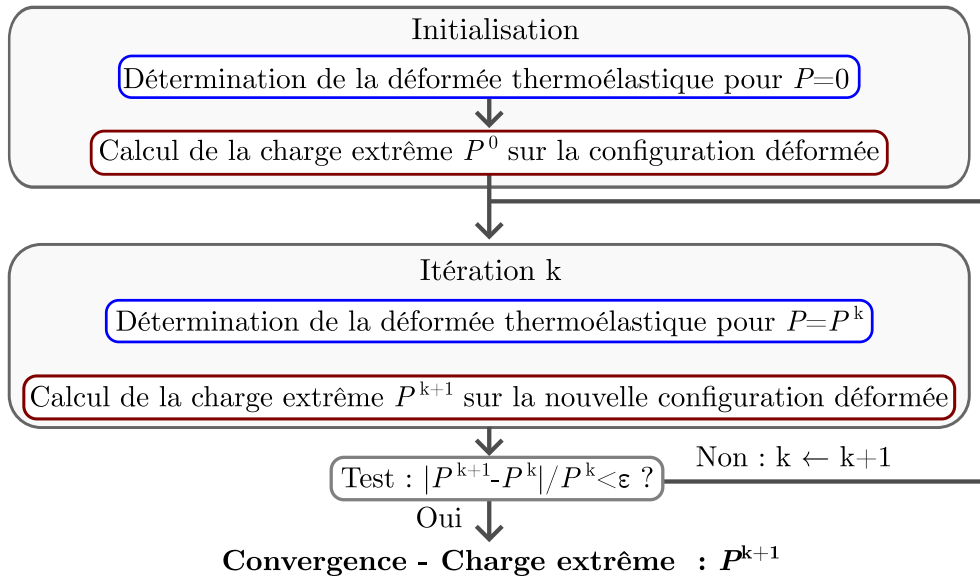 Initialisation
Détermination de la déformée thermoélastique pour P=0
Calcul de la charge extrême P⁰ sur la configuration déformée
Itération k
Détermination de la déformée thermoélastique pour P=Pᵏ
Calcul de la charge extrême Pᵏ⁺¹ sur la nouvelle configuration déformée
Non : k ← k+1
Test : |Pᵏ⁺¹-Pᵏ|/Pᵏ<ε ?
Oui
Convergence - Charge extrême : Pᵏ⁺¹